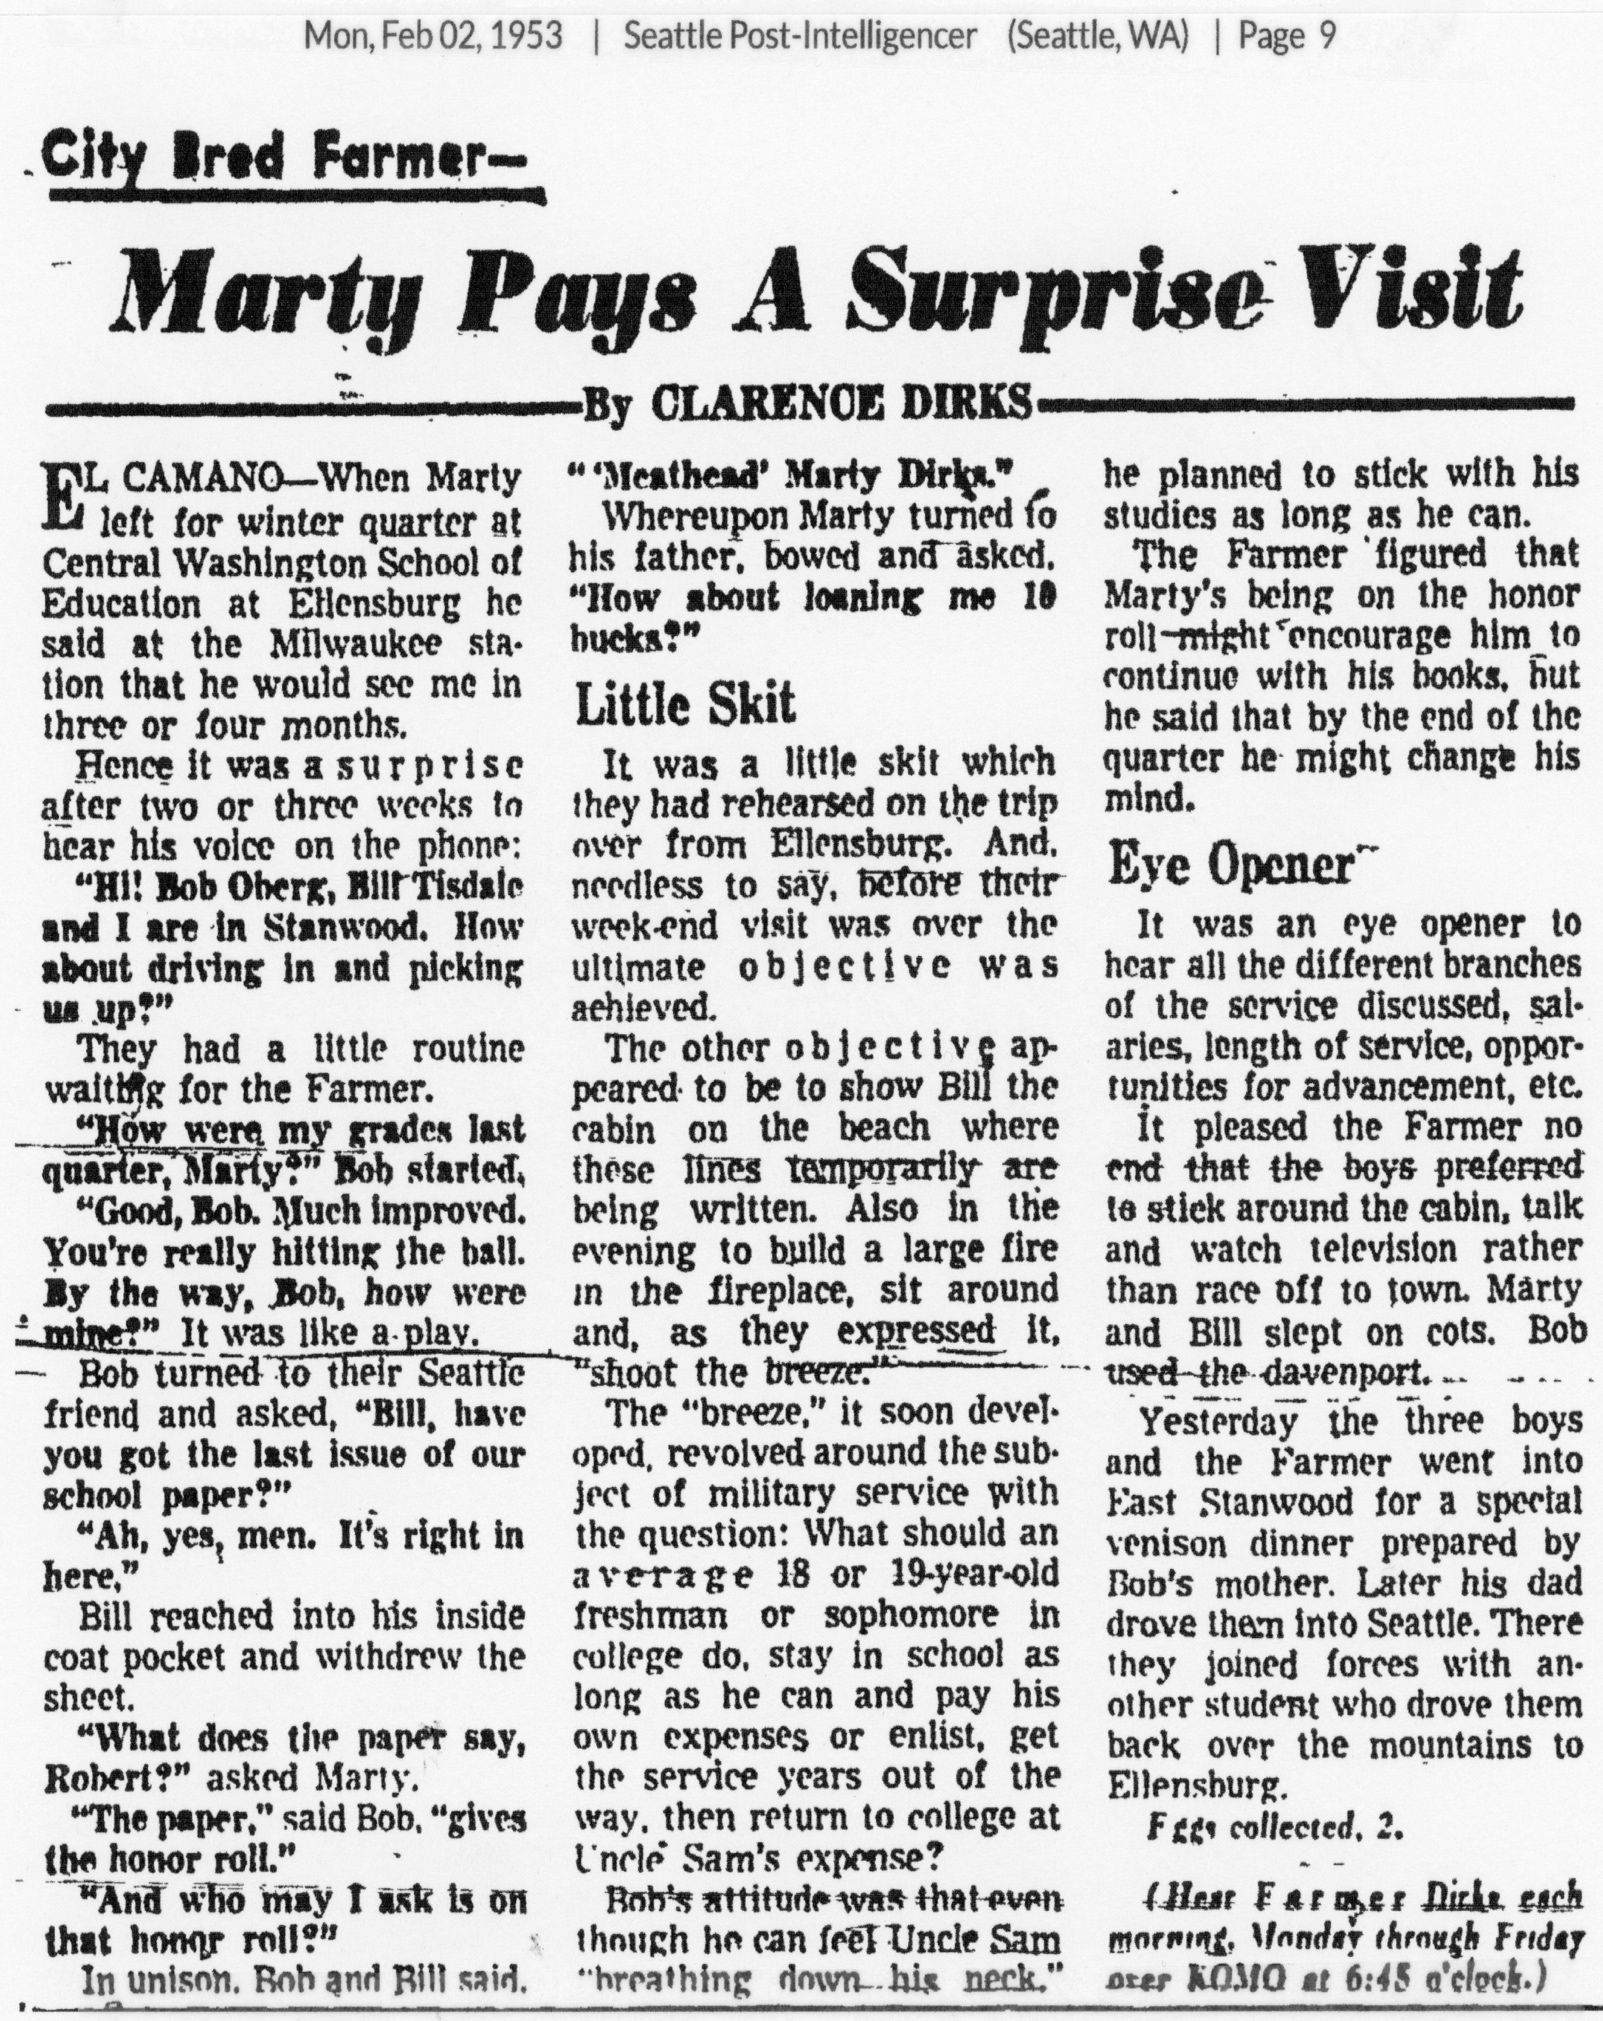 Mon, Feb 02, 1953 | Seattle Post-Intelligencer (Seattle, WA) | Page 9
City Bred Farmer—
Marty Pays A Surprise Visit
By CLARENCE DIRKS
EL CAMANO—When Marty
left for winter quarter at
Central Washington School of
Education at Ellensburg he
said at the Milwaukee sta-
tion that he would see me in
three or four months.
Hence it was a surprise
after two or three weeks to
hear his voice on the phone:
"Hi! Bob Oberg, Bill Tisdale
and I are in Stanwood. How
about driving in and picking
us up?"
They had a little routine
waiting for the Farmer.
"How were my grades last
quarter, Marty?" Bob started,
"Good, Bob. Much improved.
You're really hitting the ball.
By the way, Bob, how were
mine?" It was like a play.
Bob turned to their Seattle
friend and asked, "Bill, have
you got the last issue of our
school paper?"
"Ah, yes, men. It's right in
here."
Bill reached into his inside
coat pocket and withdrew the
sheet.
"What does the paper say,
Robert?" asked Marty.
"The paper," said Bob, "gives
the honor roll."
"And who may I ask is on
that honor roll?"
In unison, Bob and Bill said,
"'Meathead' Marty Dirks."
Whereupon Marty turned to
his father, bowed and asked,
"How about loaning me 10
bucks?"
Little Skit
It was a little skit which
they had rehearsed on the trip
over from Ellensburg. And,
needless to say, before their
week-end visit was over the
ultimate objective was
achieved.
The other objective ap-
peared to be to show Bill the
cabin on the beach where
these lines temporarily are
being written. Also in the
evening to build a large fire
in the fireplace, sit around
and, as they expressed it,
"shoot the breeze."
The "breeze," it soon devel-
oped, revolved around the sub-
ject of military service with
the question: What should an
average 18 or 19-year-old
freshman or sophomore in
college do, stay in school as
long as he can and pay his
own expenses or enlist, get
the service years out of the
way, then return to college at
Uncle Sam's expense?
Bob's attitude was that even
though he can feel Uncle Sam
"breathing down his neck."
he planned to stick with his
studies as long as he can.
The Farmer figured that
Marty's being on the honor
roll might encourage him to
continue with his books, but
he said that by the end of the
quarter he might change his
mind.
Eye Opener
It was an eye opener to
hear all the different branches
of the service discussed, sal-
aries, length of service, oppor-
tunities for advancement, etc.
It pleased the Farmer no
end that the boys preferred
to stick around the cabin, talk
and watch television rather
than race off to town. Marty
and Bill slept on cots. Bob
used the davenport.
Yesterday the three boys
and the Farmer went into
East Stanwood for a special
venison dinner prepared by
Bob's mother. Later his dad
drove them into Seattle. There
they joined forces with an-
other student who drove them
back over the mountains to
Ellensburg.
Eggs collected, 2.
(Hear Farmer Dirks each
morning, Monday through Friday
over KOMO at 6:45 o'clock.)